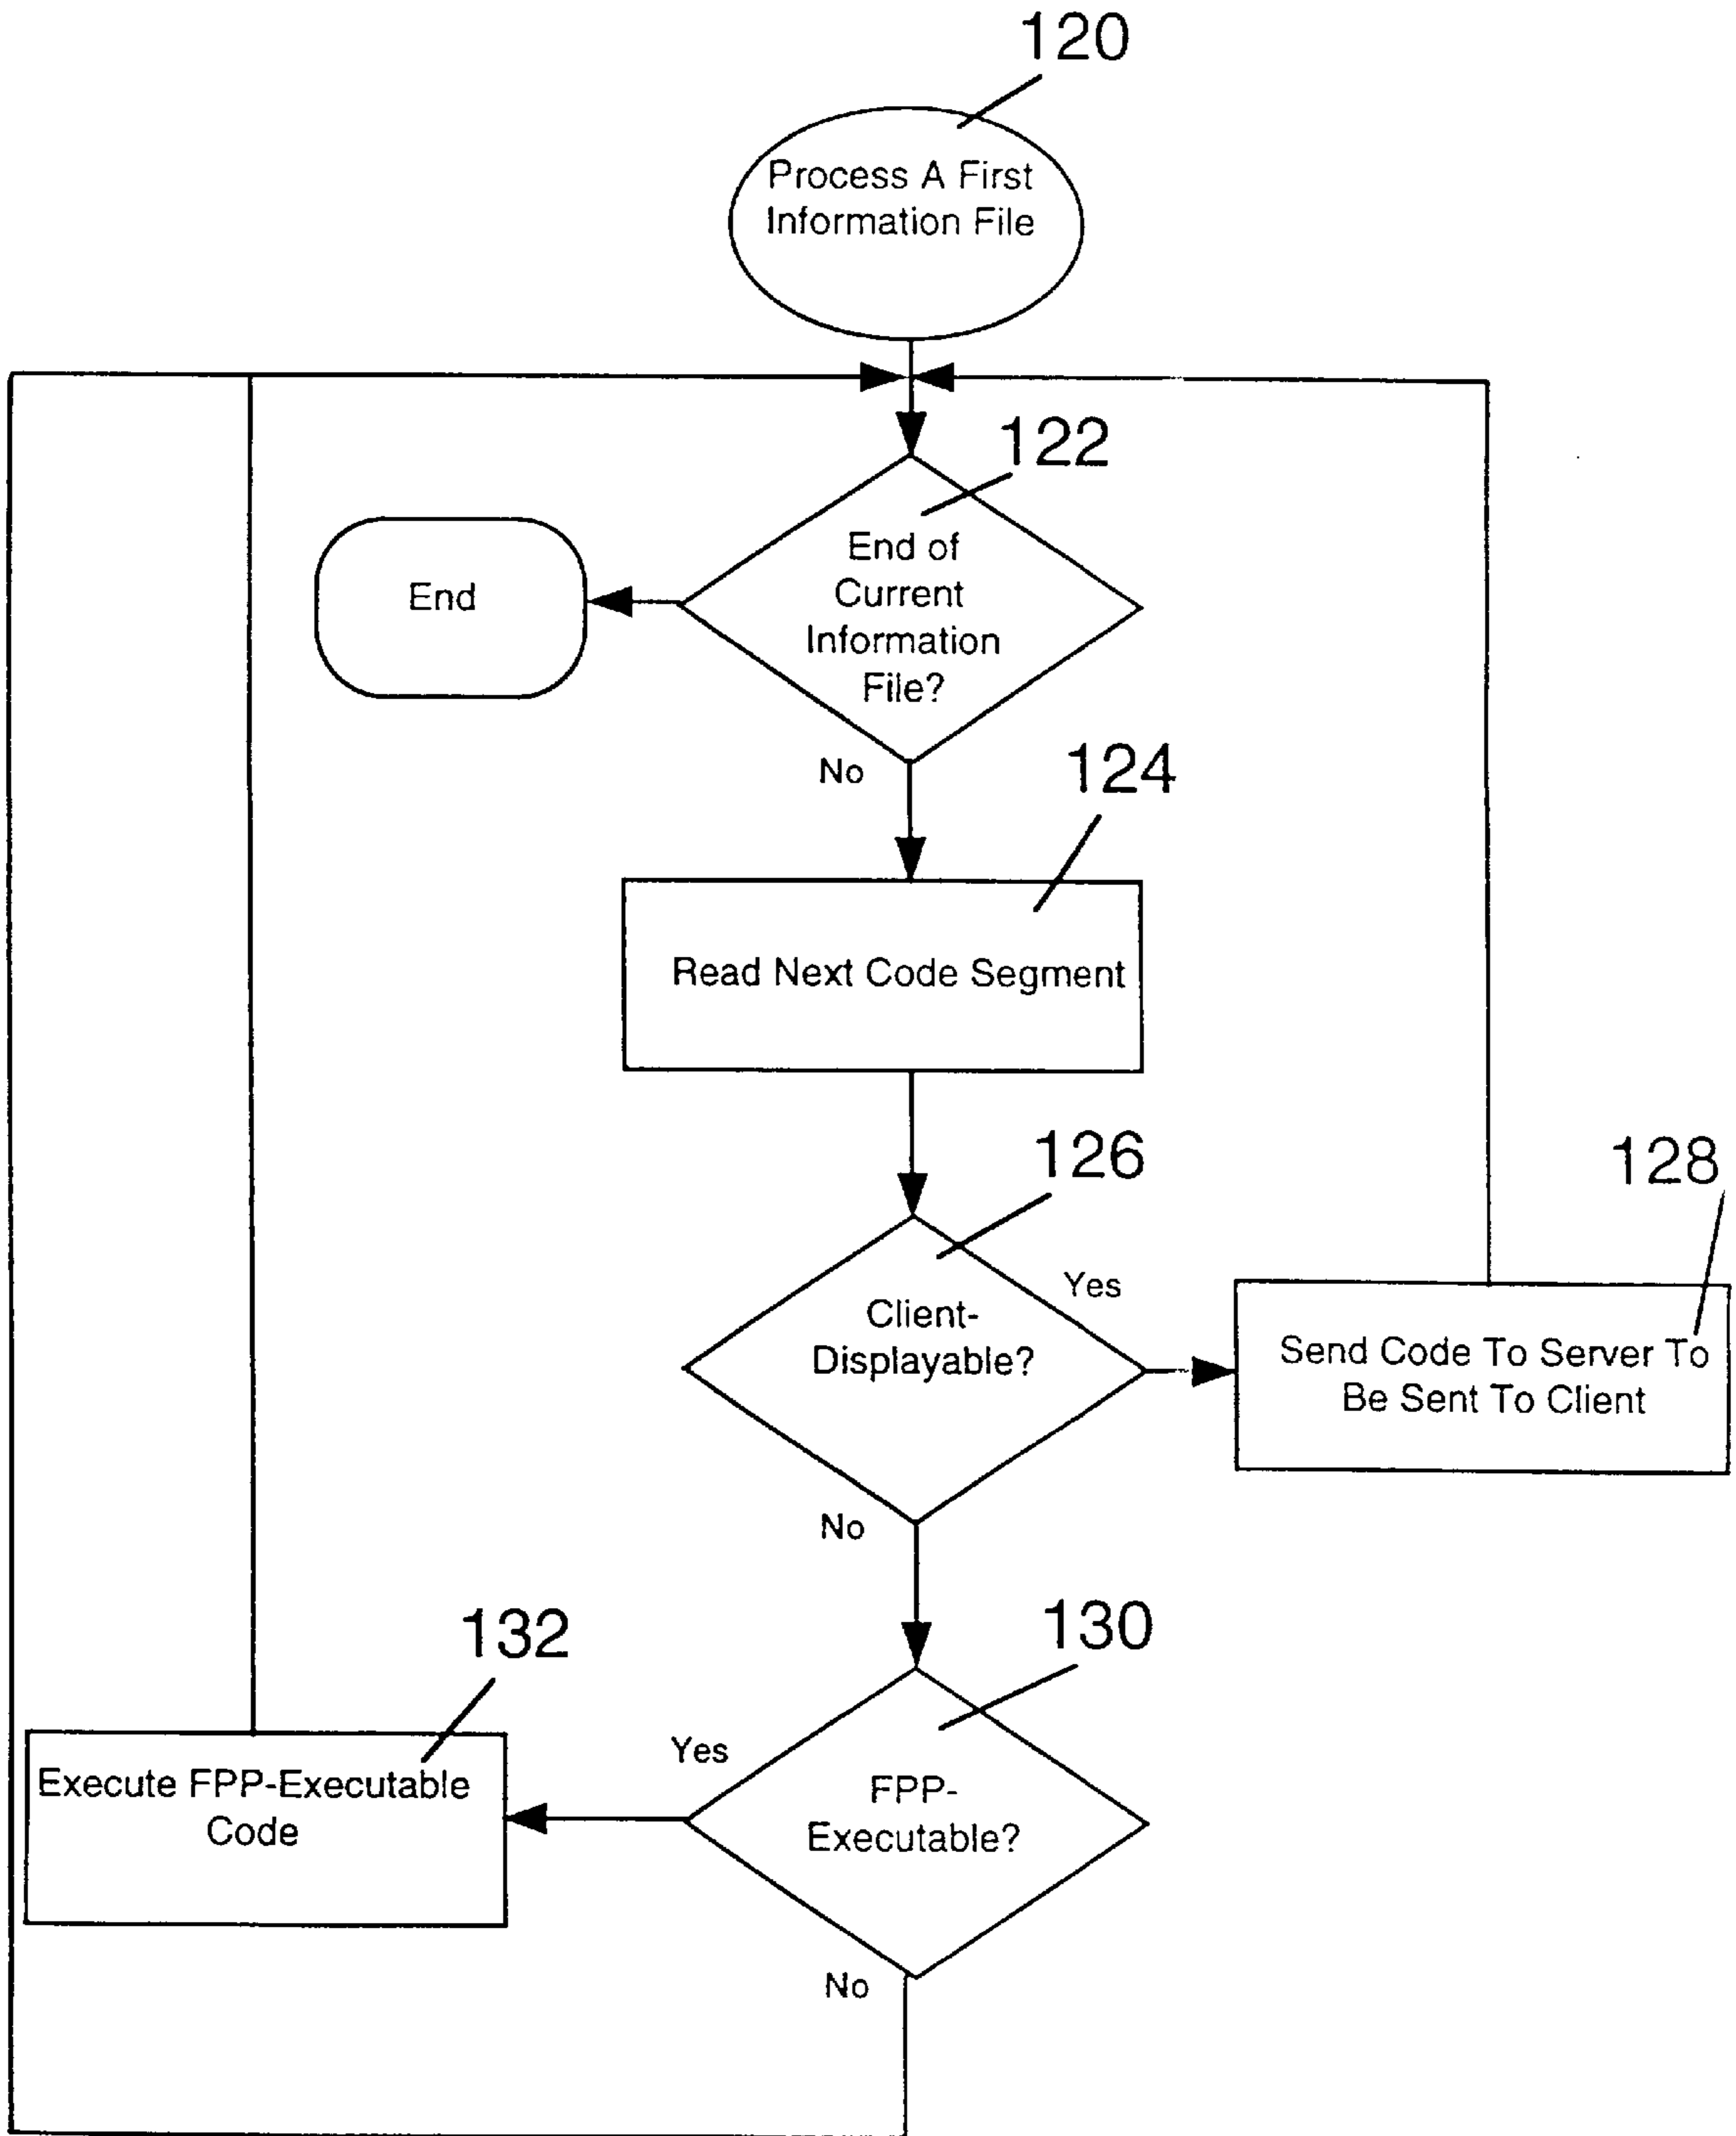 120
Process A First
Information File
122
End of
Current
Information
File?
End
No
124
Read Next Code Segment
126
128
Yes
Client-
Displayable?
Send Code To Server To
Be Sent To Client
No
132
130
Yes
Execute FPP-Executable
Code
FPP-
Executable?
No